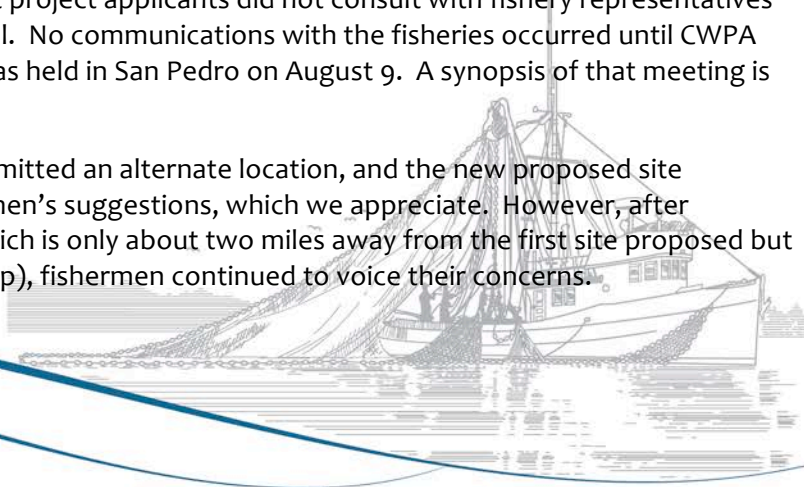 project applicants did not consult with fishery representatives
l. No communications with the fisheries occurred until CWPA
as held in San Pedro on August 9. A synopsis of that meeting is
mitted an alternate location, and the new proposed site
men's suggestions, which we appreciate. However, after
ich is only about two miles away from the first site proposed but
p), fishermen continued to voice their concerns.